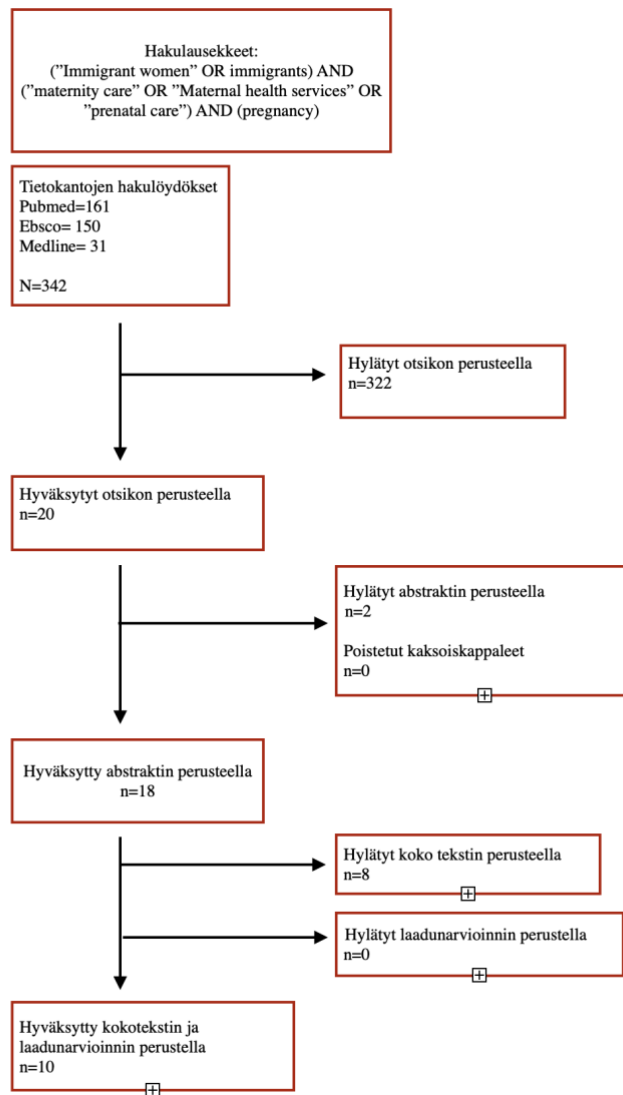 Hakulausekkeet:
(”Immigrant women” OR immigrants) AND
(”maternity care” OR ”Maternal health services” OR
”prenatal care”) AND (pregnancy)
Tietokantojen hakulöydökset
Pubmed=161
Ebsco= 150
Medline= 31
N=342
Hylätyt otsikon perusteella
n=322
Hyväksytyt otsikon perusteella
n=20
Hylätyt abstraktin perusteella
n=2
Poistetut kaksoiskappaleet
n=0
Hyväksytty abstraktin perusteella
n=18
Hylätyt koko tekstin perusteella
n=8
Hylätyt laadunarvioinnin perustella
n=0
Hyväksytty kokotekstin ja
laadunarvioinnin perustella
n=10